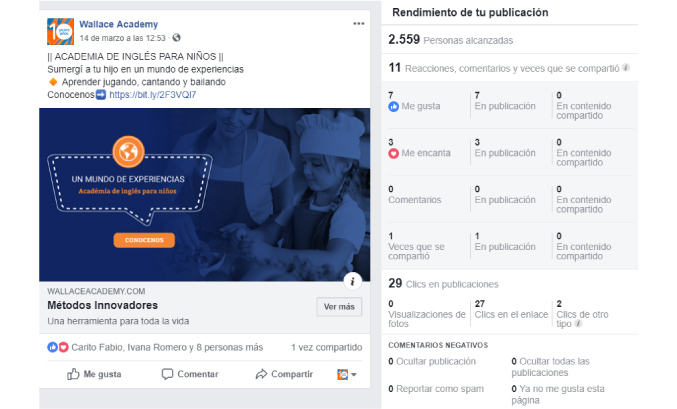 Wallace Academy
14 de marzo a las 12:53 ·
|| ACADEMIA DE INGLÉS PARA NIÑOS ||
Sumergí a tu hijo en un mundo de experiencias
🔸 Aprender jugando, cantando y bailando
Conocenos➡ https://bit.ly/2F3VQI7
UN MUNDO DE EXPERIENCIAS
Académia de inglés para niños
CONOCENOS
WALLACEACADEMY.COM
Métodos Innovadores
Una herramienta para toda la vida
Ver más
Carito Fabio, Ivana Romero y 8 personas más
1 vez compartido
Me gusta
Comentar
Compartir
Rendimiento de tu publicación
2.559 Personas alcanzadas
11 Reacciones, comentarios y veces que se compartió
7
Me gusta
7
En publicación
0
En contenido
compartido
3
Me encanta
3
En publicación
0
En contenido
compartido
0
Comentarios
0
En publicación
0
En contenido
compartido
1
Veces que se
compartió
1
En publicación
0
En contenido
compartido
29 Clics en publicaciones
0
Visualizaciones de
fotos
27
Clics en el enlace
2
Clics de otro
tipo
COMENTARIOS NEGATIVOS
0 Ocultar publicación
0 Ocultar todas las
publicaciones
0 Reportar como spam
0 Ya no me gusta esta
página